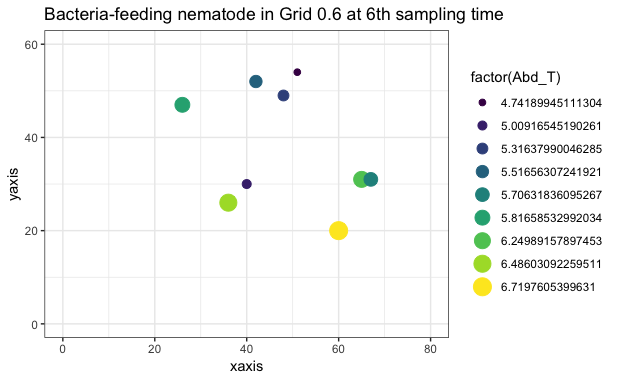 Bacteria-feeding nematode in Grid 0.6 at 6th sampling time
60
40
20
0
yaxis
0 20 40 60 80
xaxis
factor(Abd_T)
4.74189945111304
5.00916545190261
5.31637990046285
5.51656307241921
5.70631836095267
5.81658532992034
6.24989157897453
6.48603092259511
6.7197605399631